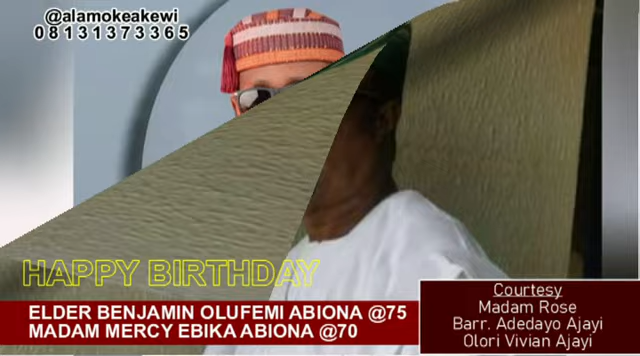 @alamokeakewi
08131373365
HAPPY BIRTHDAY
ELDER BENJAMIN OLUFEMI ABIONA @75
MADAM MERCY EBIKA ABIONA @70
Courtesy
Madam Rose
Barr. Adedayo Ajayi
Olori Vivian Ajayi